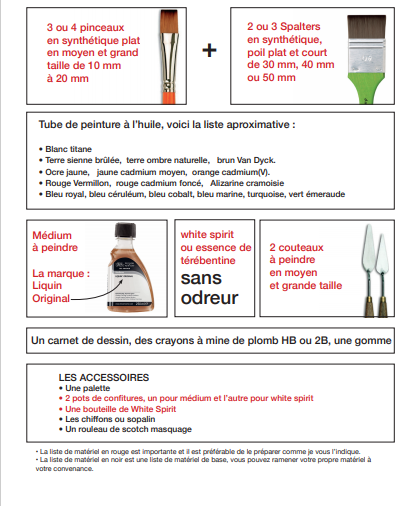 3 ou 4 pinceaux
en synthétique plat
en moyen et grand
taille de 10 mm
à 20 mm
+
2 ou 3 Spalters
en synthétique,
poil plat et court
de 30 mm, 40 mm
ou 50 mm
Tube de peinture à l'huile, voici la liste aproximative :
• Blanc titane
• Terre sienne brûlée, terre ombre naturelle, brun Van Dyck.
• Ocre jaune, jaune cadmium moyen, orange cadmium(V).
• Rouge Vermillon, rouge cadmium foncé, Alizarine cramoisie
• Bleu royal, bleu céruléum, bleu cobalt, bleu marine, turquoise, vert émeraude
Médium
à peindre
La marque :
Liquin
Original
white spirit
ou essence de
térébentine
sans
odreur
2 couteaux
à peindre
en moyen
et grande taille
Un carnet de dessin, des crayons à mine de plomb HB ou 2B, une gomme
LES ACCESSOIRES
• Une palette
• 2 pots de confitures, un pour médium et l'autre pour white spirit
• Une bouteille de White Spirit
• Les chiffons ou sopalin
• Un rouleau de scotch masquage
• La liste de matériel en rouge est importante et il est préférable de le préparer comme je vous l'indique.
• La liste de matériel en noir est une liste de matériel de base, vous pouvez ramener votre propre matériel à
votre convenance.